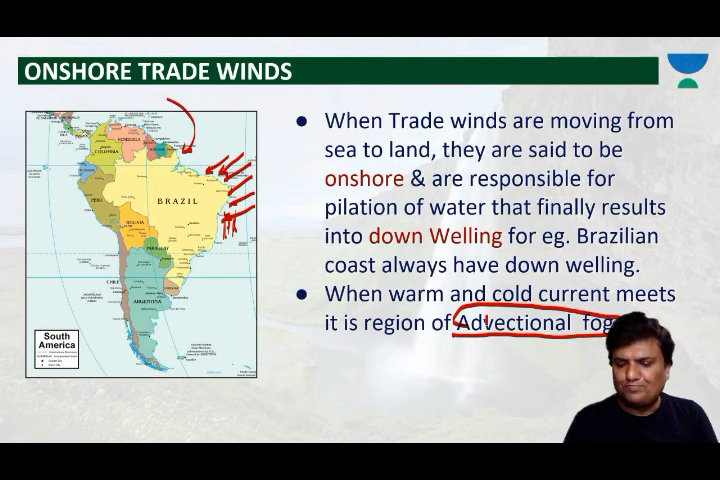 ONSHORE TRADE WINDS
● When Trade winds are moving from
sea to land, they are said to be
onshore & are responsible for
pilation of water that finally results
into down Welling for eg. Brazilian
coast always have down welling.
● When warm and cold current meets
it is region of Advectional fog
VENEZUELA
COLOMBIA
BRAZIL
PERU
BOLIVIA
PARAGUAY
CHILE
ARGENTINA
South
America